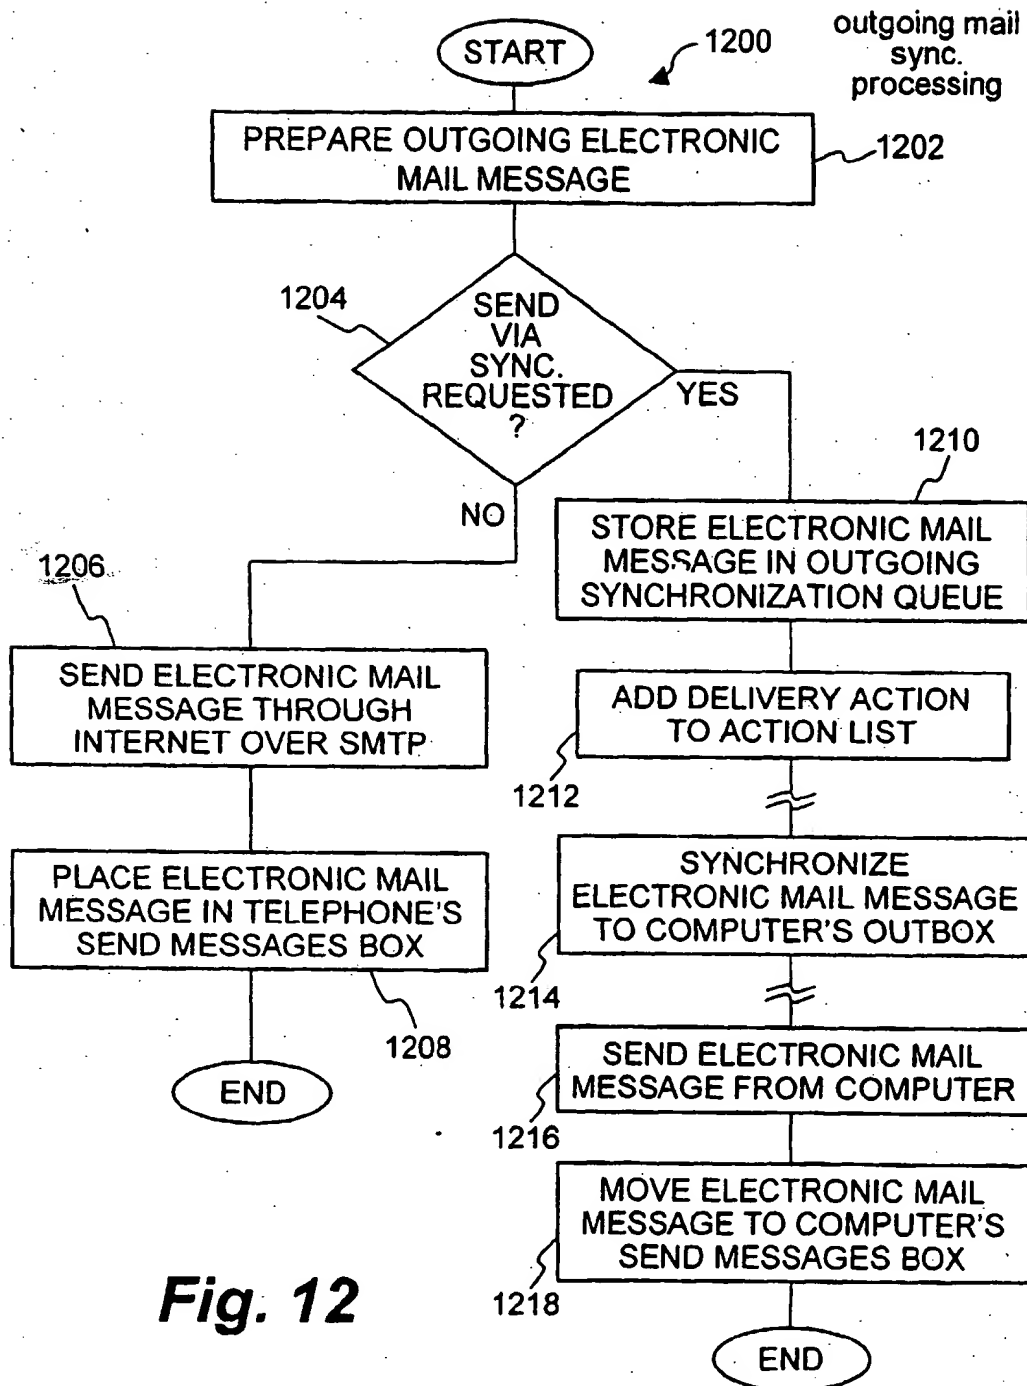 START
1200
outgoing mail
sync.
processing
PREPARE OUTGOING ELECTRONIC
MAIL MESSAGE
1202
1204
SEND
VIA
SYNC.
REQUESTED
?
YES
NO
1210
STORE ELECTRONIC MAIL
MESSAGE IN OUTGOING
SYNCHRONIZATION QUEUE
1206
SEND ELECTRONIC MAIL
MESSAGE THROUGH
INTERNET OVER SMTP
ADD DELIVERY ACTION
TO ACTION LIST
1212
PLACE ELECTRONIC MAIL
MESSAGE IN TELEPHONE'S
SEND MESSAGES BOX
1208
END
SYNCHRONIZE
ELECTRONIC MAIL MESSAGE
TO COMPUTER'S OUTBOX
1214
SEND ELECTRONIC MAIL
MESSAGE FROM COMPUTER
1216
MOVE ELECTRONIC MAIL
MESSAGE TO COMPUTER'S
SEND MESSAGES BOX
1218
END
Fig. 12